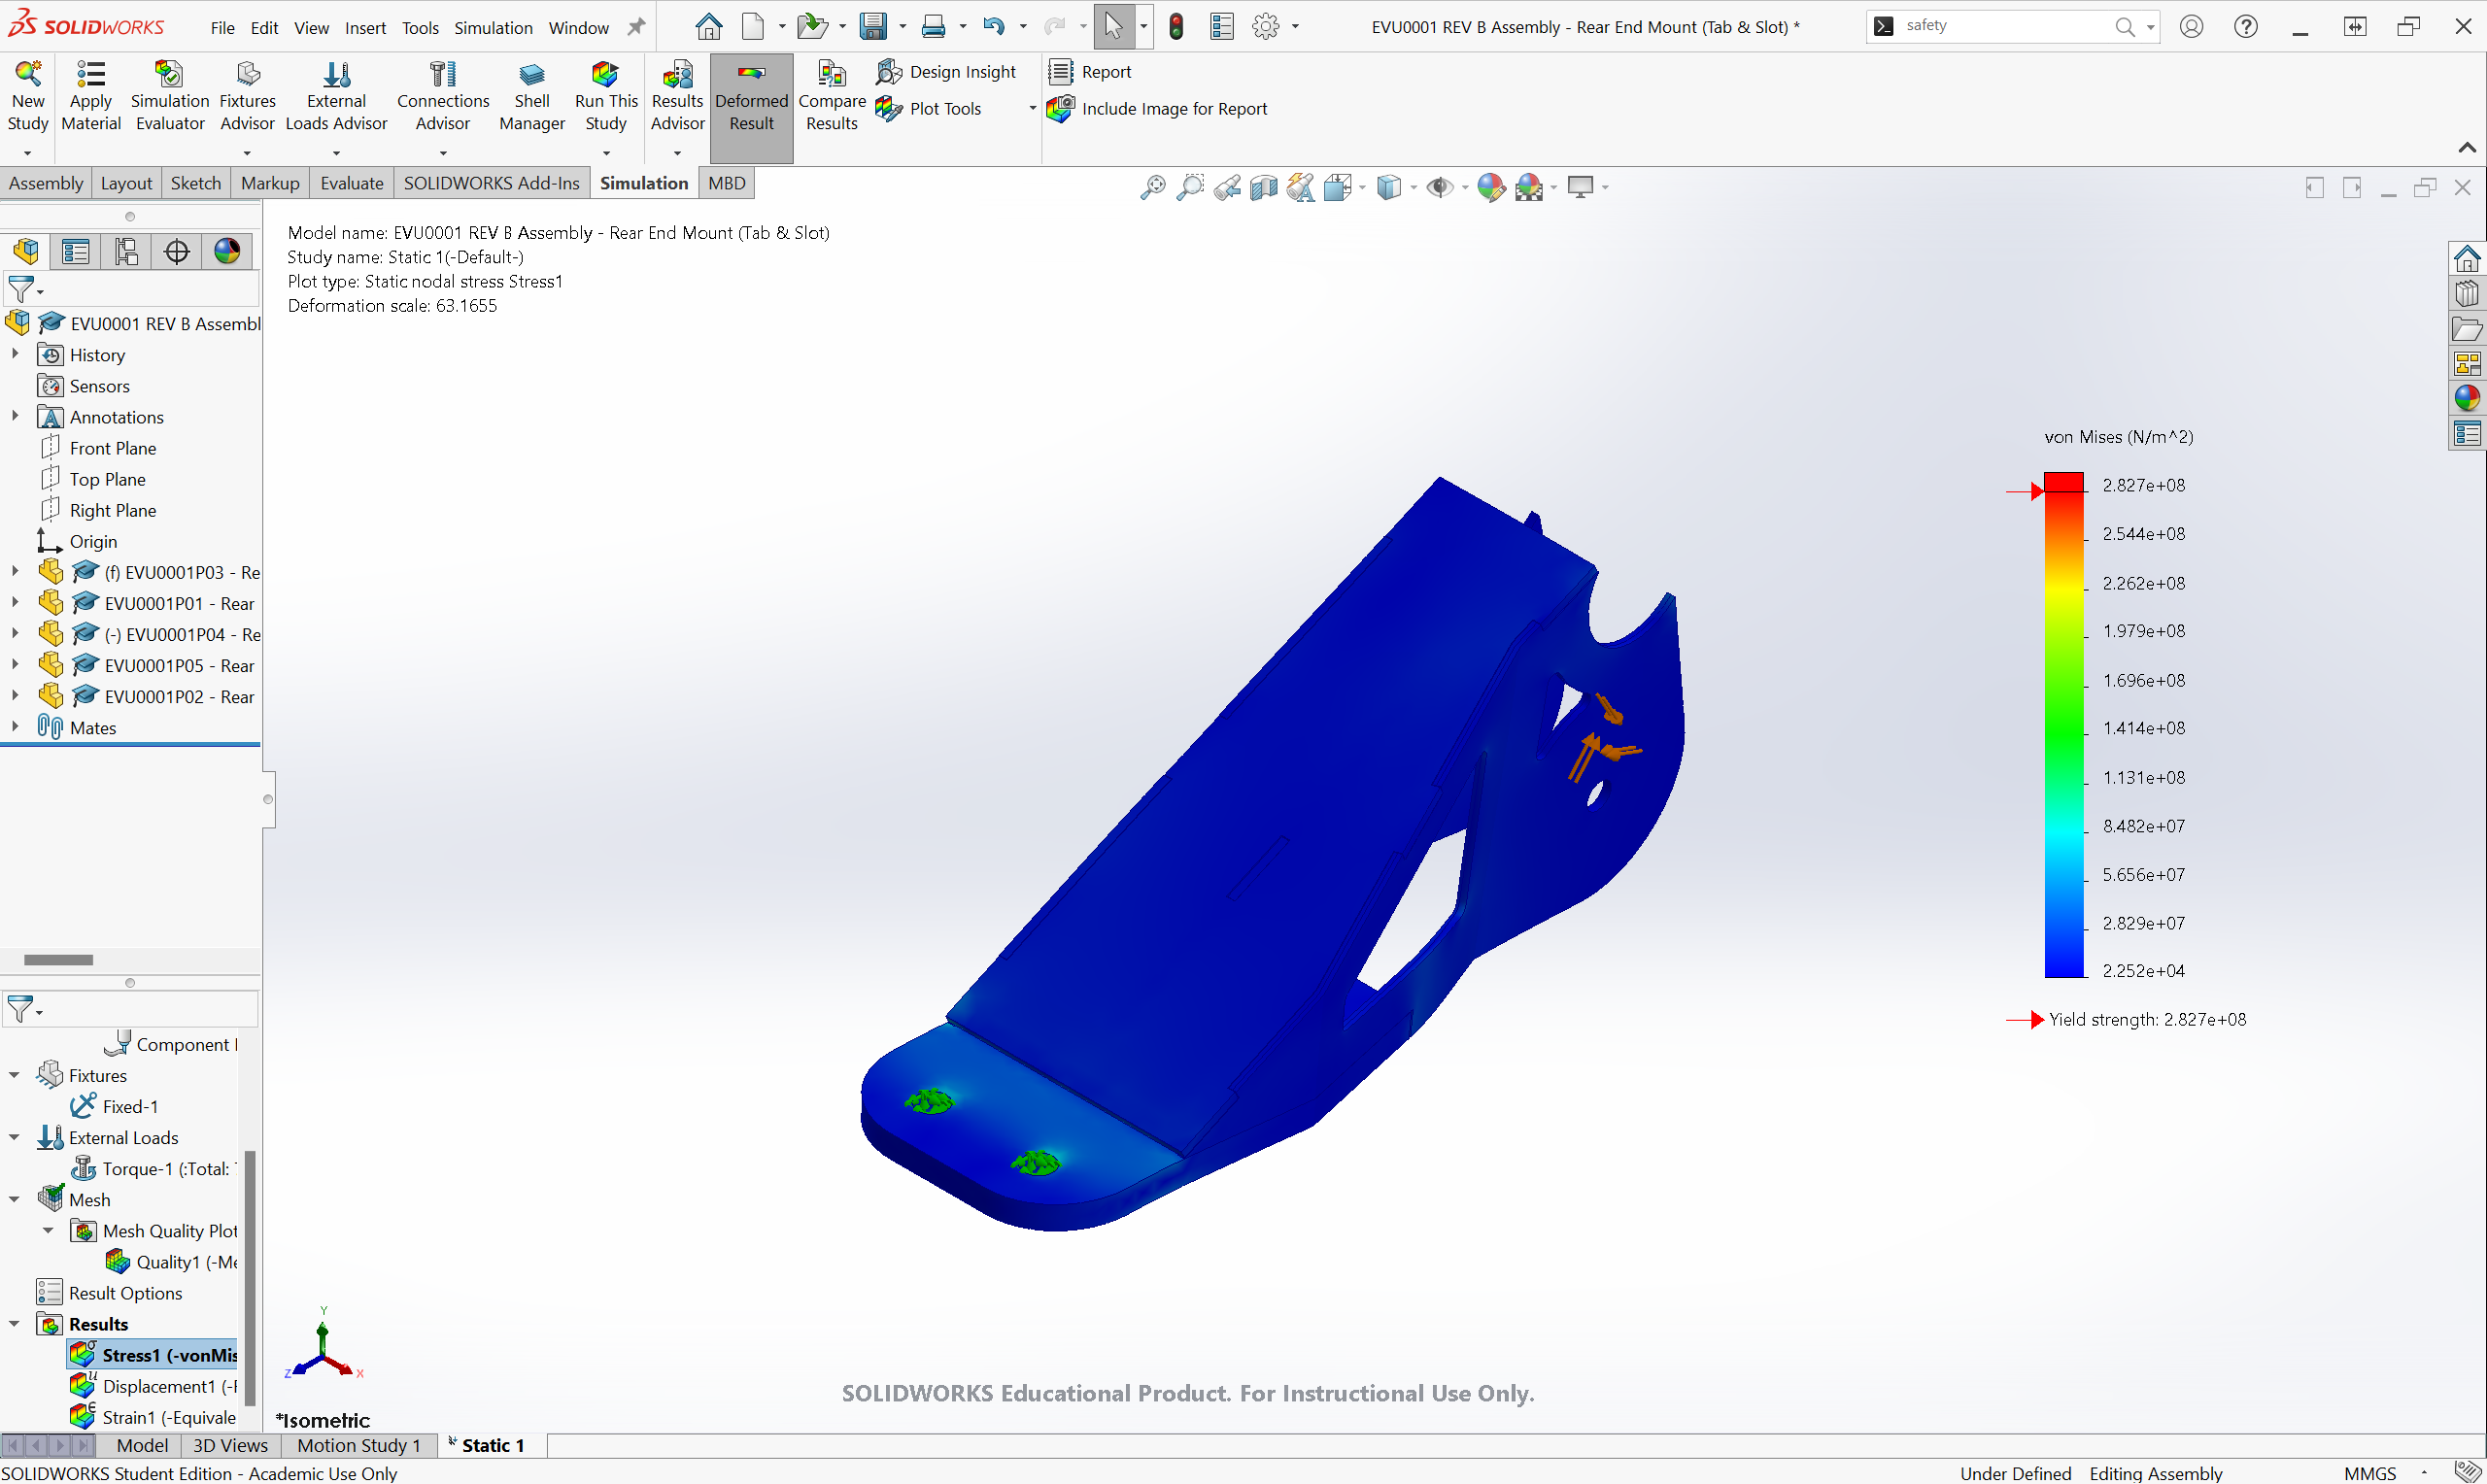 SOLIDWORKS
File Edit View Insert Tools Simulation Window
EVU0001 REV B Assembly - Rear End Mount (Tab & Slot) *
safety
New Study
Apply Material
Simulation Evaluator
Fixtures Advisor
External Loads Advisor
Connections Advisor
Shell Manager
Run This Study
Results Advisor
Deformed Result
Compare Results
Design Insight
Plot Tools
Report
Include Image for Report
Assembly Layout Sketch Markup Evaluate SOLIDWORKS Add-Ins Simulation MBD
Model name: EVU0001 REV B Assembly - Rear End Mount (Tab & Slot)
Study name: Static 1(-Default-)
Plot type: Static nodal stress Stress1
Deformation scale: 63.1655
EVU0001 REV B Assembl
History
Sensors
Annotations
Front Plane
Top Plane
Right Plane
Origin
(f) EVU0001P03 - Re
EVU0001P01 - Rear
(-) EVU0001P04 - Re
EVU0001P05 - Rear
EVU0001P02 - Rear
Mates
Component
Fixtures
Fixed-1
External Loads
Torque-1 (:Total:
Mesh
Mesh Quality Plot
Quality1 (-Me
Result Options
Results
Stress1 (-vonMis
Displacement1 (-
Strain1 (-Equivale
von Mises (N/m^2)
2.827e+08
2.544e+08
2.262e+08
1.979e+08
1.696e+08
1.414e+08
1.131e+08
8.482e+07
5.656e+07
2.829e+07
2.252e+04
Yield strength: 2.827e+08
Y
Z
X
*Isometric
SOLIDWORKS Educational Product. For Instructional Use Only.
Model 3D Views Motion Study 1 Static 1
SOLIDWORKS Student Edition - Academic Use Only
Under Defined Editing Assembly MMGS